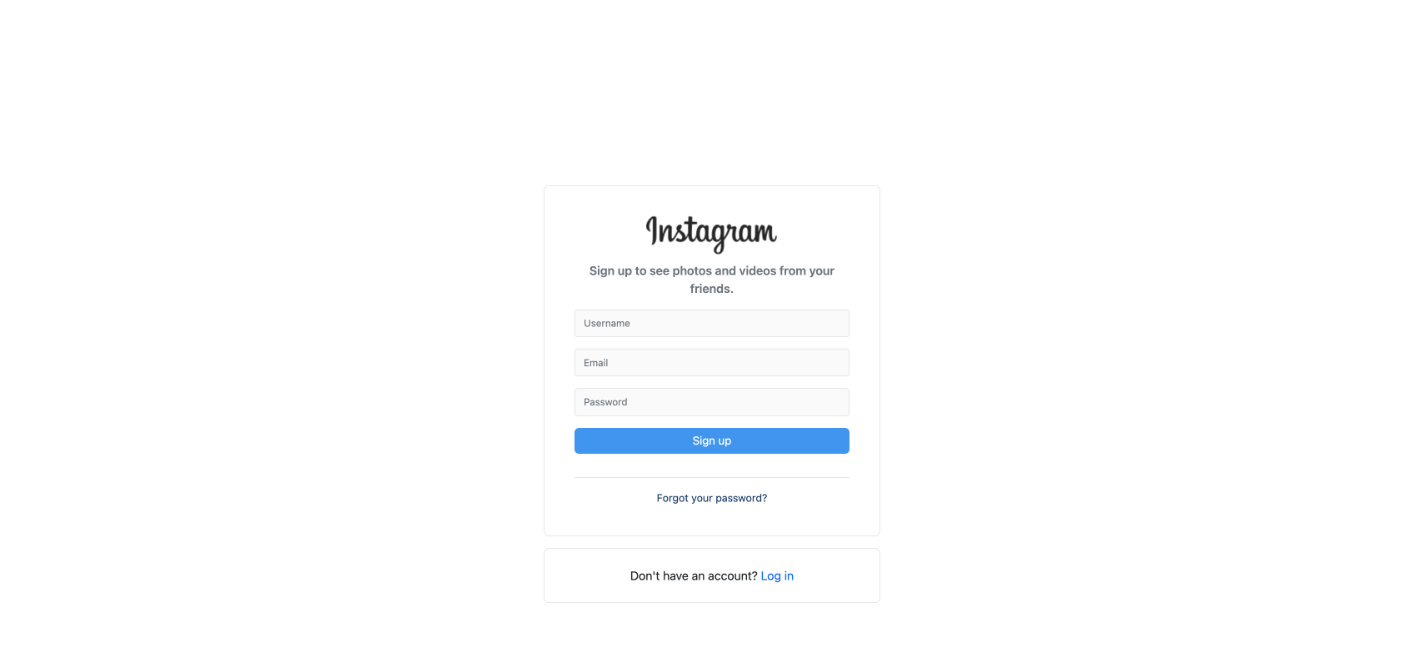 Instagram
Sign up to see photos and videos from your
friends.
Username
Email
Password
Sign up
Forgot your password?
Don't have an account? Log in